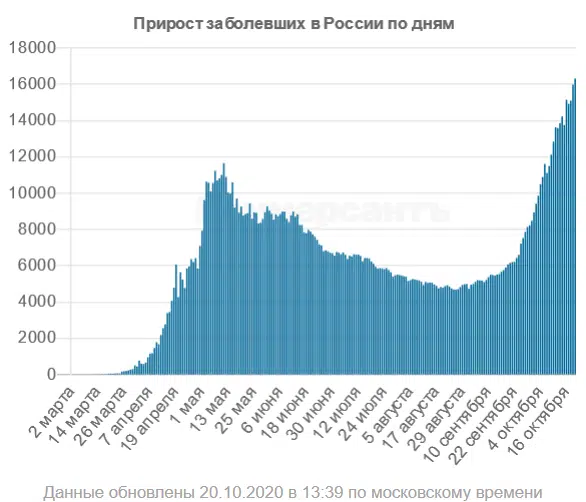 Прирост заболевших в России по дням
18000
16000
14000
12000
10000
8000
6000
4000
2000
0
2 марта
14 марта
26 марта
7 апреля
19 апреля
1 мая
13 мая
25 мая
6 июня
18 июня
30 июня
12 июля
24 июля
5 августа
17 августа
29 августа
10 сентября
22 сентября
4 октября
16 октября
Данные обновлены 20.10.2020 в 13:39 по московскому времени